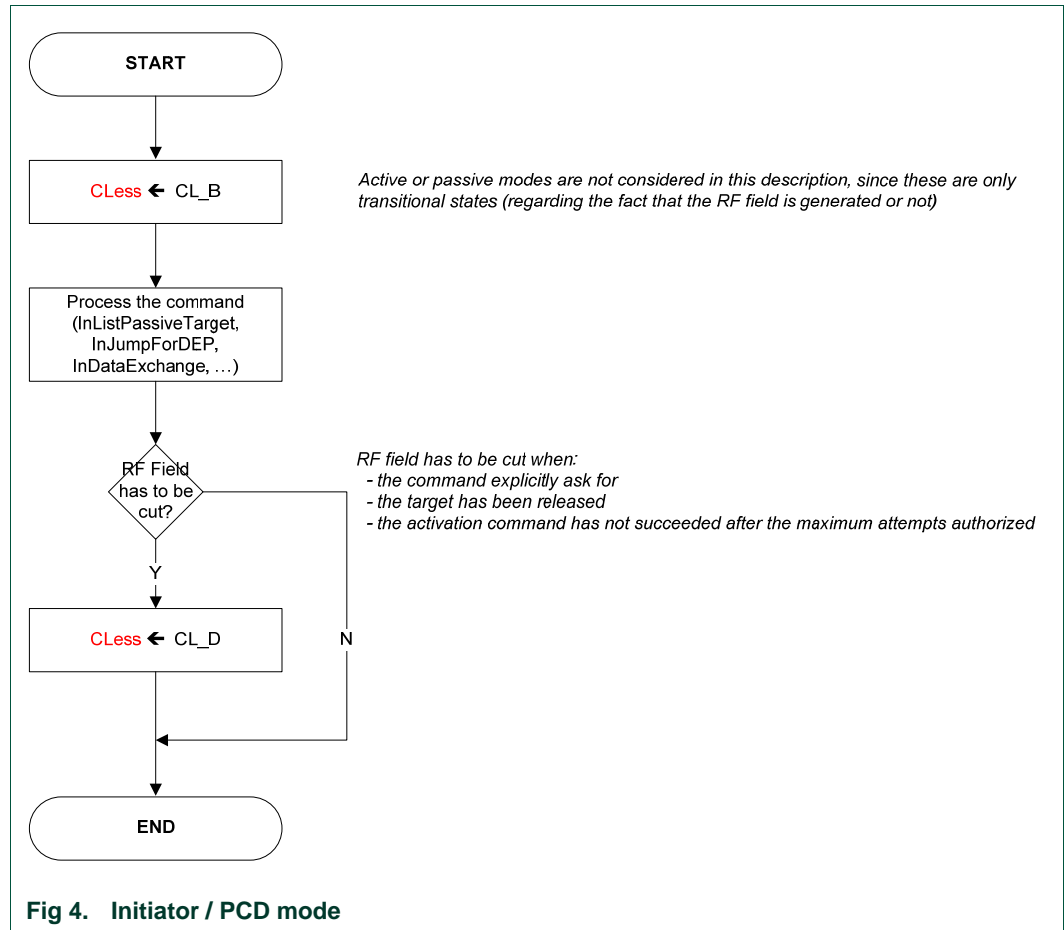 START
CLess 🡸 CL_B
Active or passive modes are not considered in this description, since these are only
transitional states (regarding the fact that the RF field is generated or not)
Process the command
(InListPassiveTarget,
InJumpForDEP,
InDataExchange, …)
RF Field
has to be
cut?
RF field has to be cut when:
- the command explicitly ask for
- the target has been released
- the activation command has not succeeded after the maximum attempts authorized
Y
CLess 🡸 CL_D
N
END
Fig 4. Initiator / PCD mode